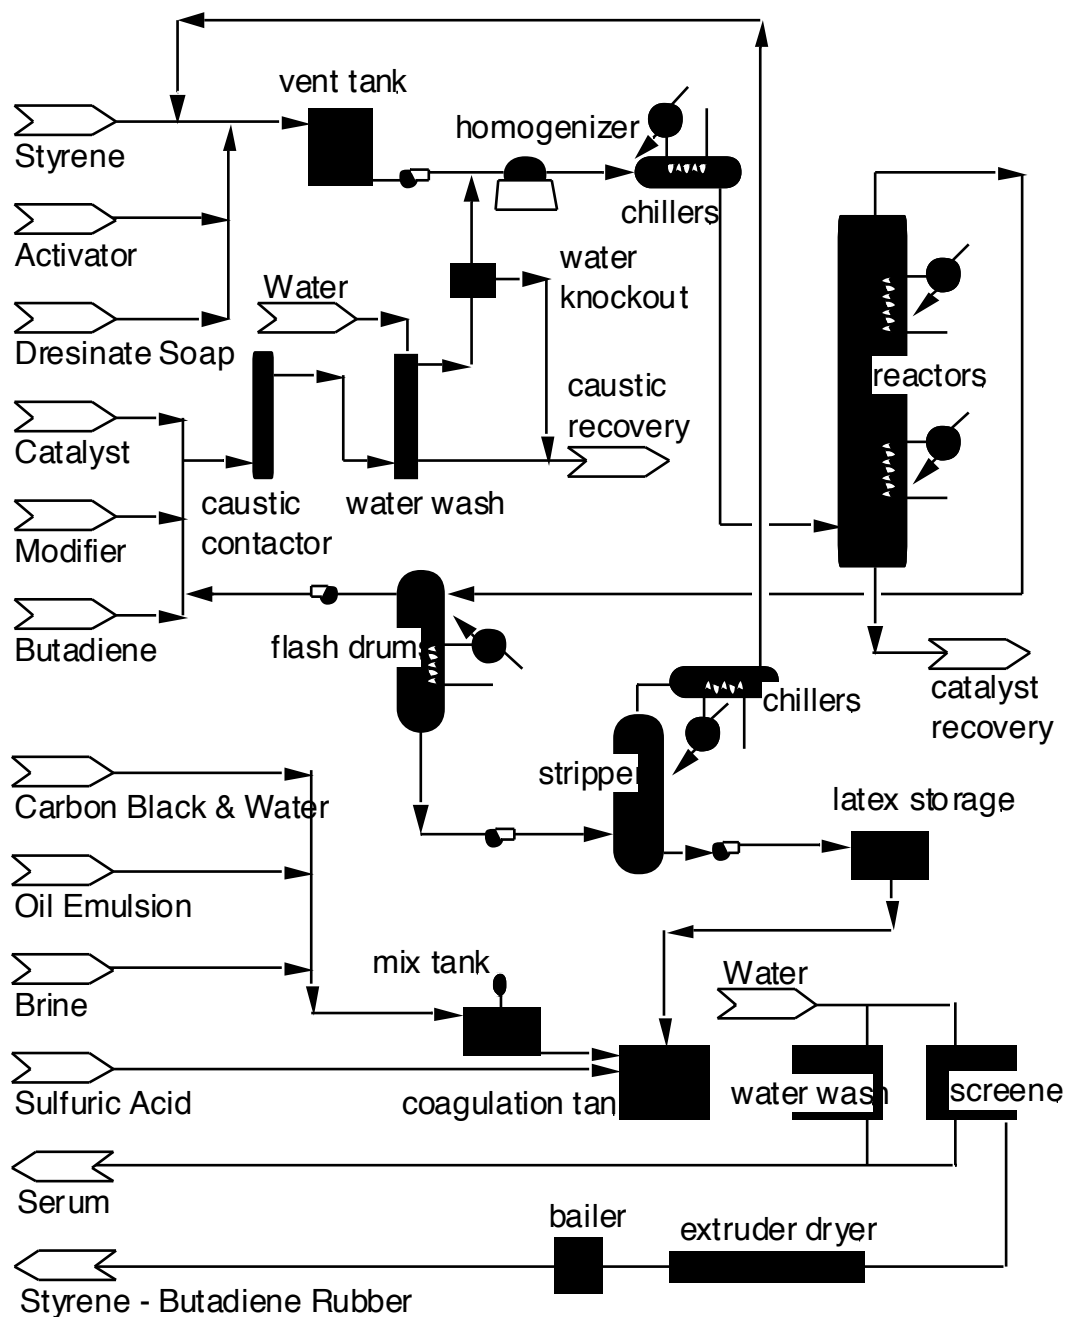 vent tank
homogenizer
Styrene
chillers
Activator
water
knockout
Water
Dresinate Soap
reactors
caustic
recovery
Catalyst
caustic
contactor
water wash
Modifier
flash drums
Butadiene
chillers
catalyst
recovery
stripper
latex storage
Carbon Black & Water
Oil Emulsion
mix tank
Water
Brine
water wash
screene
Sulfuric Acid
coagulation tan
Serum
bailer
extruder dryer
Styrene - Butadiene Rubber